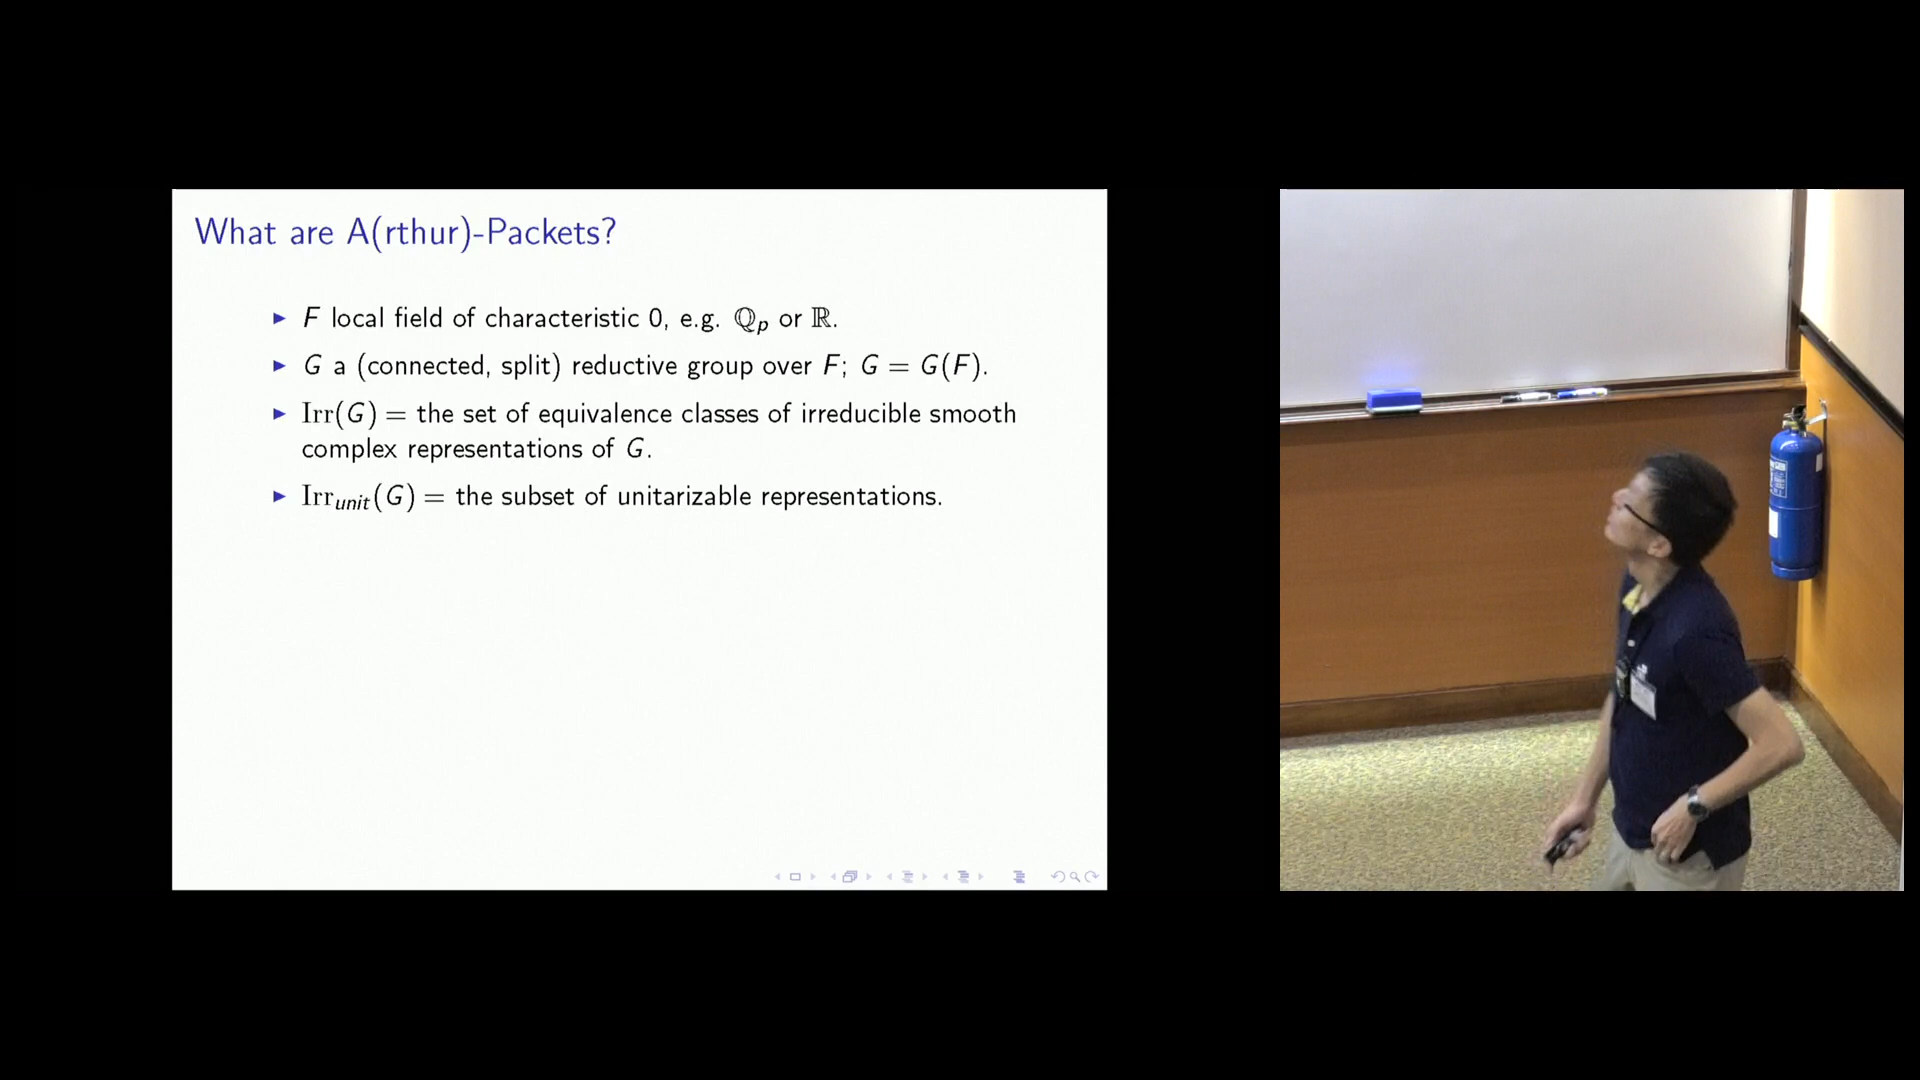 What are A(rthur)-Packets?
▶ F local field of characteristic 0, e.g. ℚₚ or ℝ.
▶ G a (connected, split) reductive group over F; G = G(F).
▶ Irr(G) = the set of equivalence classes of irreducible smooth
complex representations of G.
▶ Irr_unit(G) = the subset of unitarizable representations.